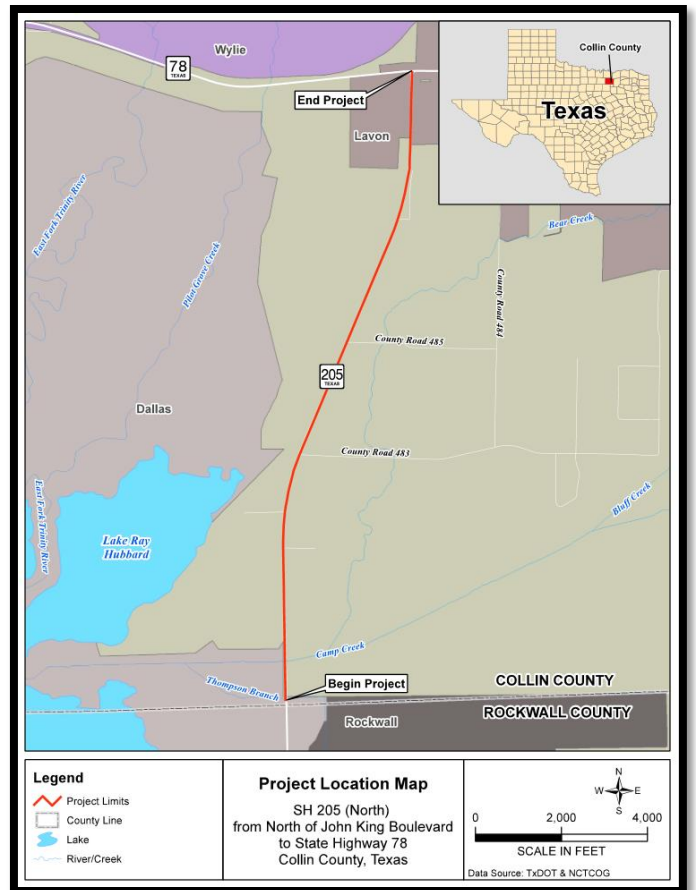 Wylie
78
TEXAS
End Project
Lavon
Collin County
Texas
East Fork Trinity River
Pilot Grove Creek
Bear Creek
County Road 484
County Road 485
205
TEXAS
Dallas
County Road 483
East Fork Trinity River
Lake Ray
Hubbard
Bluff Creek
Camp Creek
Thompson Branch
Begin Project
COLLIN COUNTY
ROCKWALL COUNTY
Rockwall
Legend
Project Limits
County Line
Lake
River/Creek
Project Location Map
SH 205 (North)
from North of John King Boulevard
to State Highway 78
Collin County, Texas
N
W E
S
0 2,000 4,000
SCALE IN FEET
Data Source: TxDOT & NCTCOG